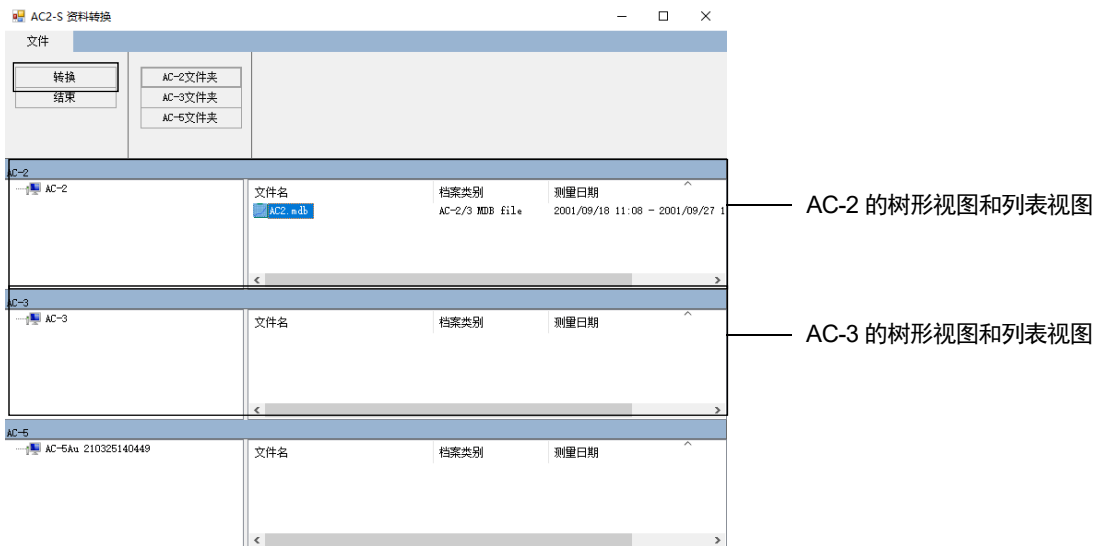 AC2-S 资料转换
文件
转换
结束
AC-2文件夹
AC-3文件夹
AC-5文件夹
AC-2
AC-2
文件名 档案类别 测量日期
AC2.mdb AC-2/3 MDB file 2001/09/18 11:08 - 2001/09/27 1
AC-2 的树形视图和列表视图
AC-3
AC-3
文件名 档案类别 测量日期
AC-3 的树形视图和列表视图
AC-5
AC-5Au 210325140449
文件名 档案类别 测量日期